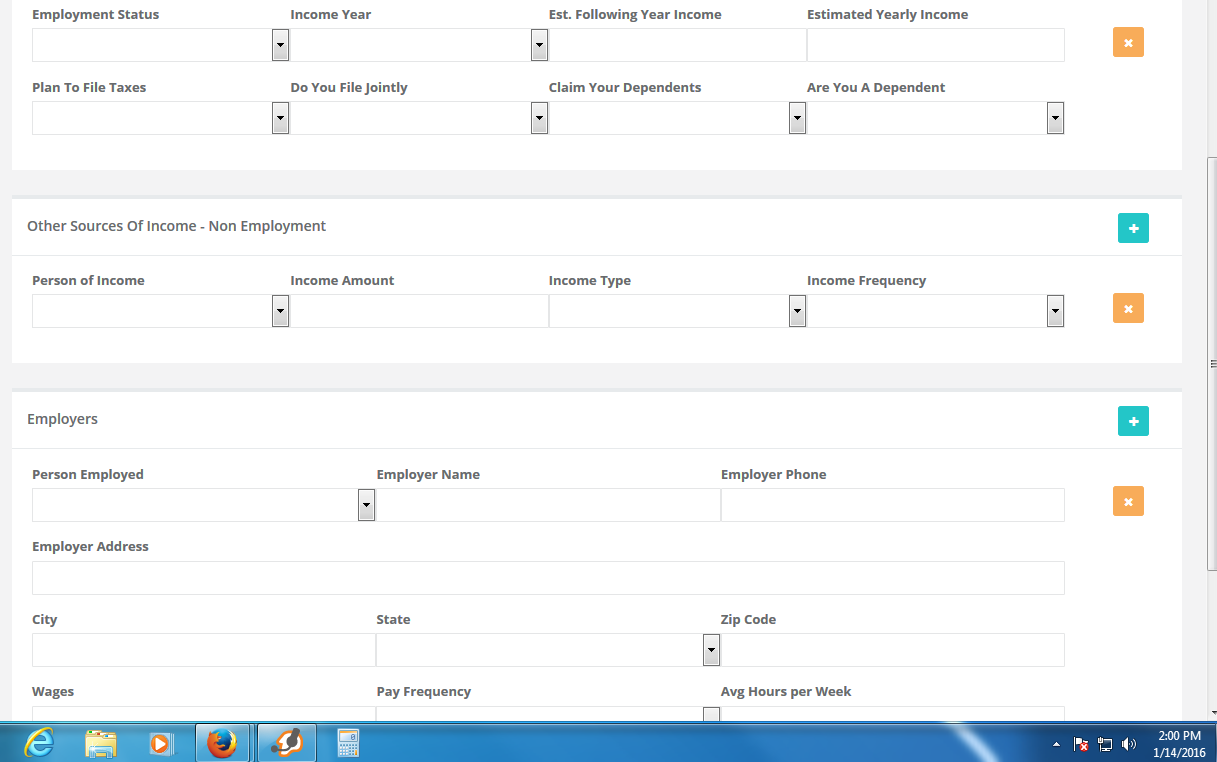 Employment Status Income Year Est. Following Year Income Estimated Yearly Income
Plan To File Taxes Do You File Jointly Claim Your Dependents Are You A Dependent
Other Sources Of Income - Non Employment
Person of Income Income Amount Income Type Income Frequency
Employers
Person Employed Employer Name Employer Phone
Employer Address
City State Zip Code
Wages Pay Frequency Avg Hours per Week
2:00 PM
1/14/2016